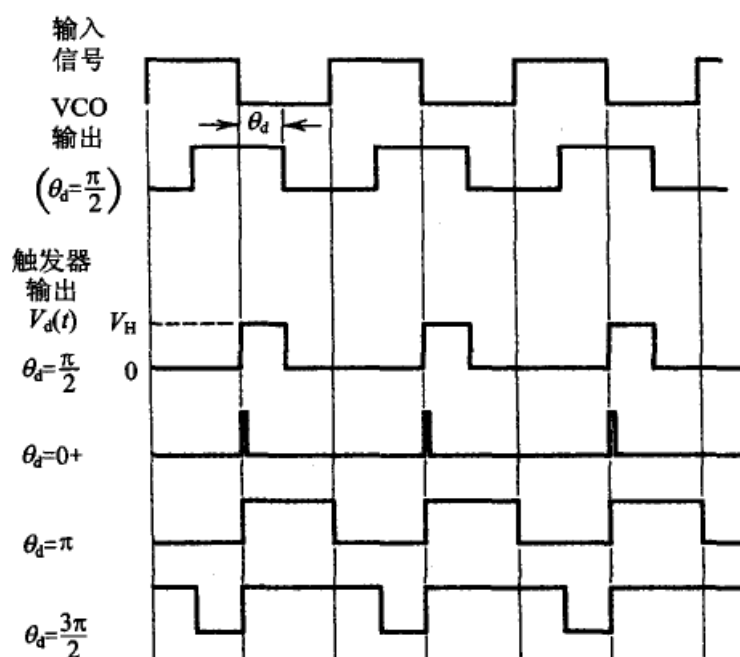 输入
信号
VCO
输出
θd
(θd=π/2)
触发器
输出
Vd(t) VH
θd=π/2 0
θd=0+
θd=π
θd=3π/2